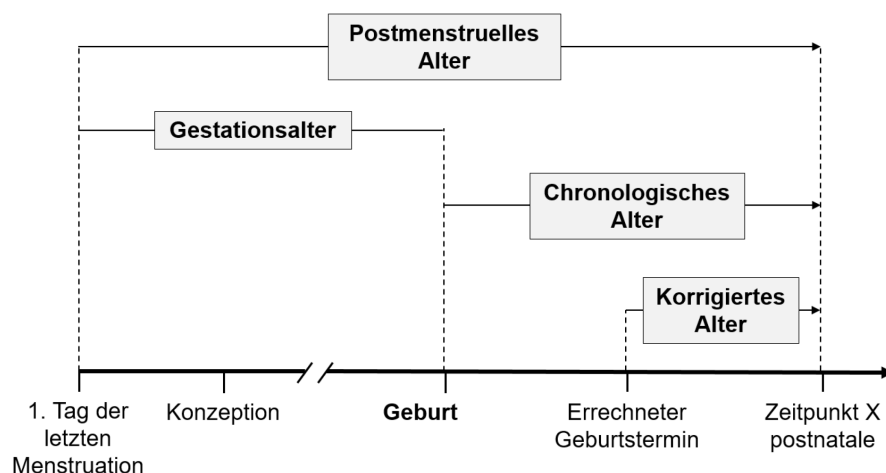 Postmenstruelles
Alter
Gestationsalter
Chronologisches
Alter
Korrigiertes
Alter
1. Tag der
letzten
Menstruation
Konzeption
Geburt
Errechneter
Geburtstermin
Zeitpunkt X
postnatale